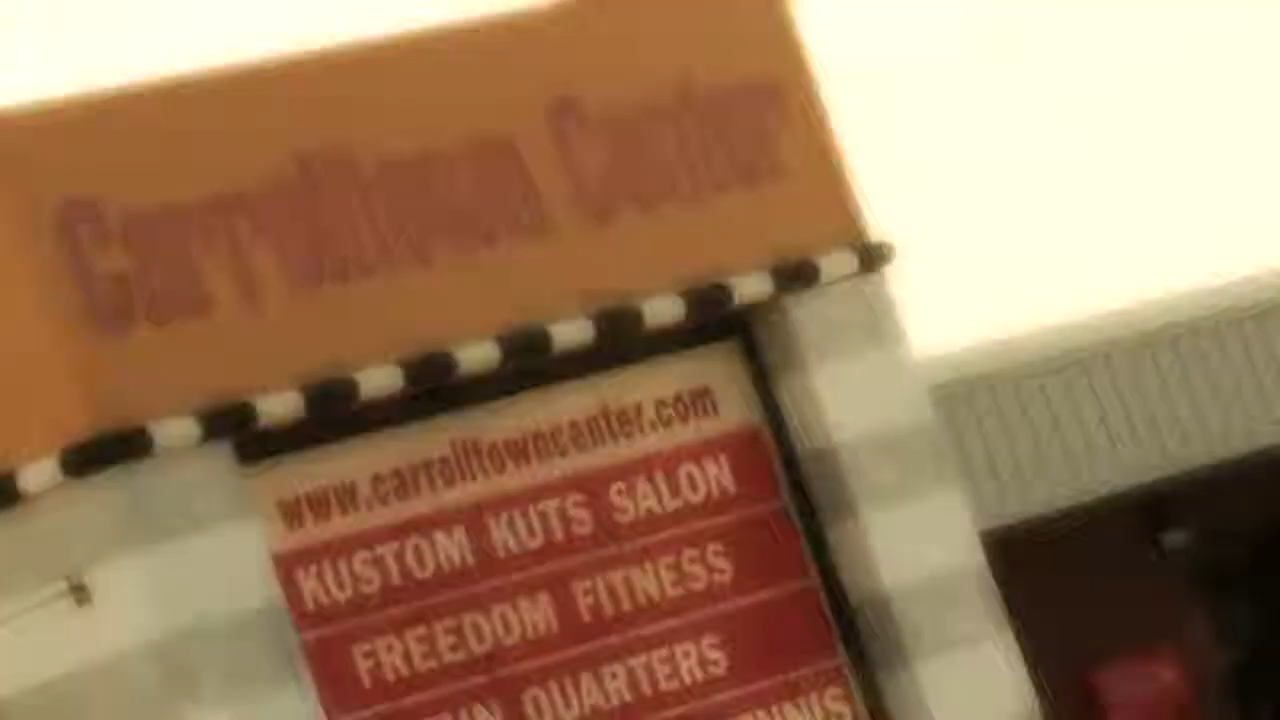 Carrolltown Center
www.carrolltowncenter.com
KUSTOM KUTS SALON
FREEDOM FITNESS
QUARTERS